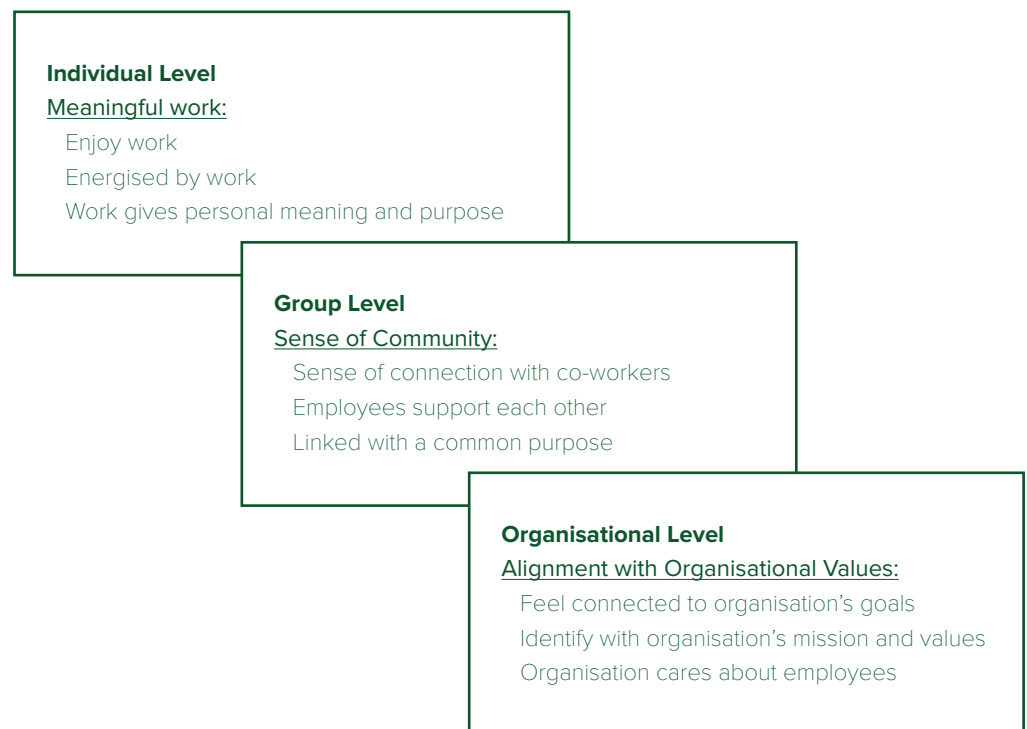 Individual Level
Meaningful work:
Enjoy work
Energised by work
Work gives personal meaning and purpose
Group Level
Sense of Community:
Sense of connection with co-workers
Employees support each other
Linked with a common purpose
Organisational Level
Alignment with Organisational Values:
Feel connected to organisation’s goals
Identify with organisation’s mission and values
Organisation cares about employees